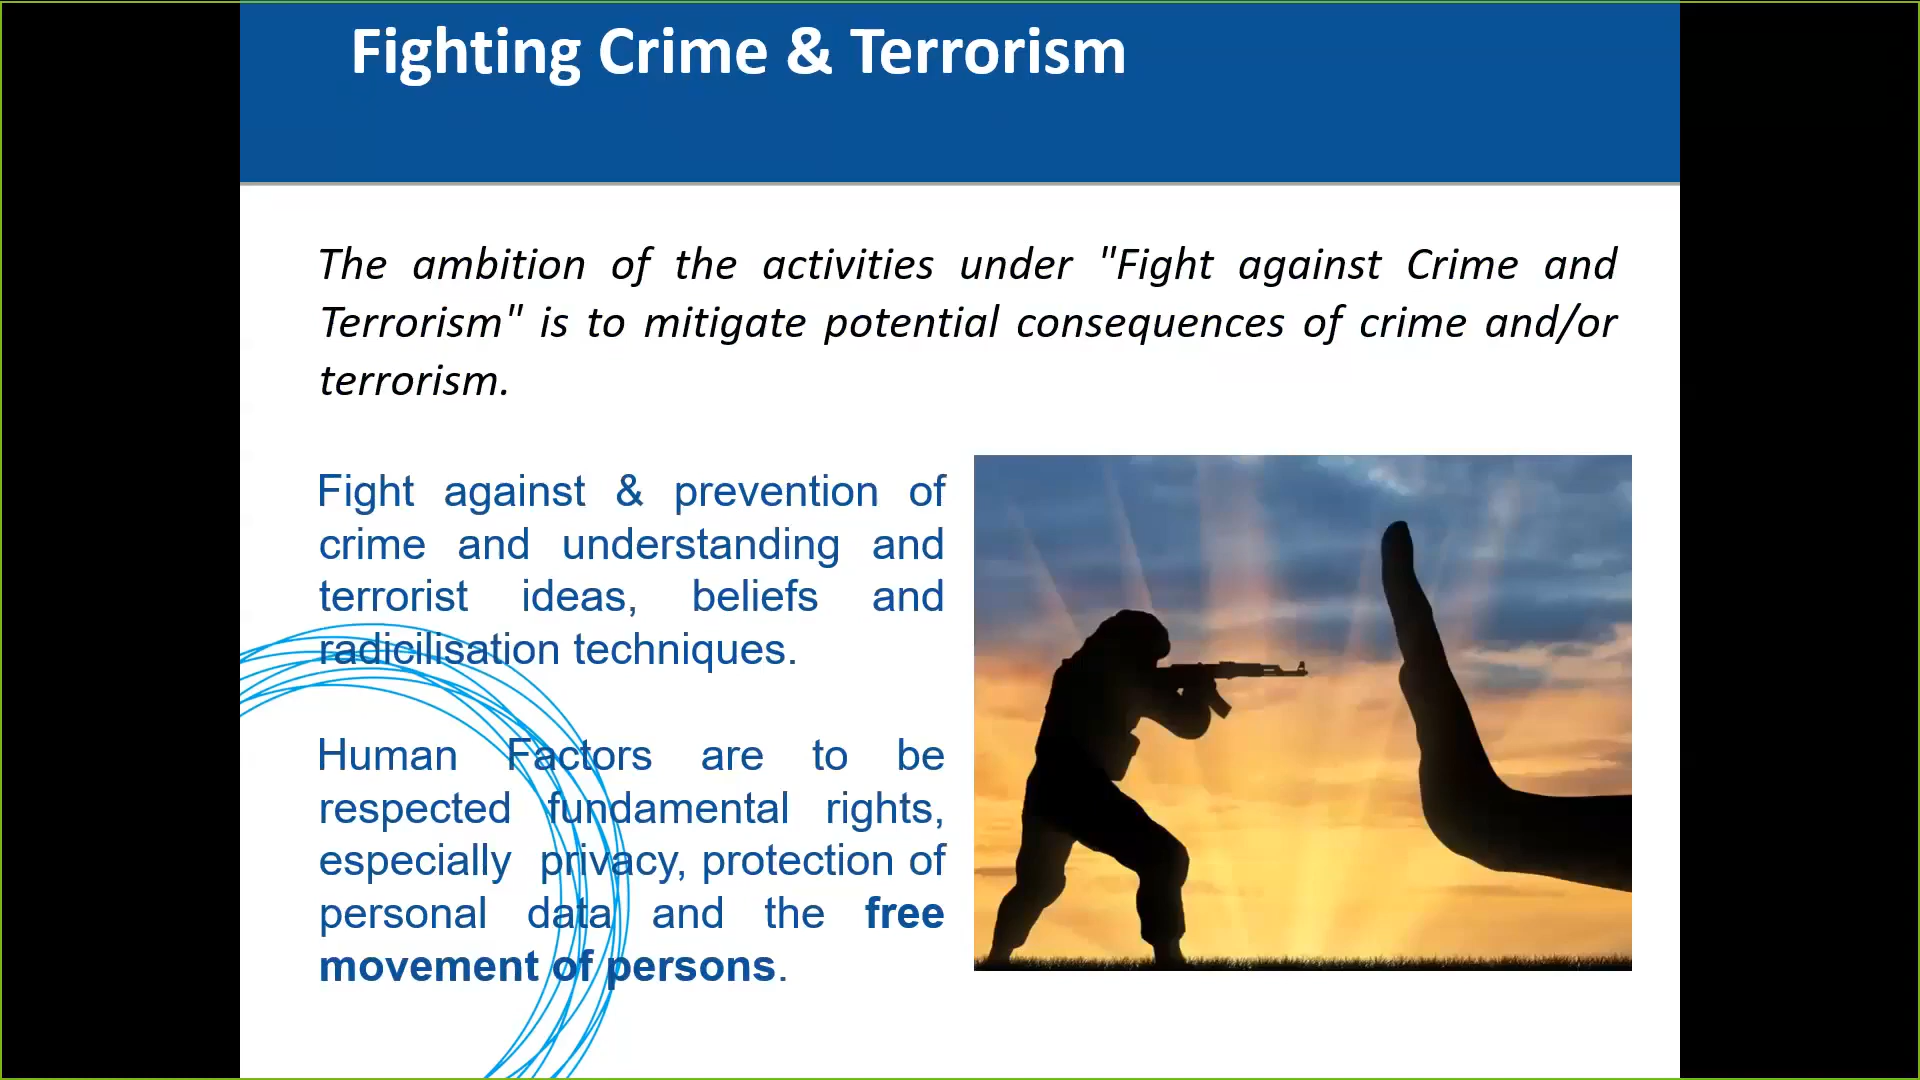 Fighting Crime & Terrorism
The ambition of the activities under "Fight against Crime and
Terrorism" is to mitigate potential consequences of crime and/or
terrorism.
Fight against & prevention of
crime and understanding and
terrorist ideas, beliefs and
radicilisation techniques.
Human Factors are to be
respected fundamental rights,
especially privacy, protection of
personal data and the free
movement of persons.